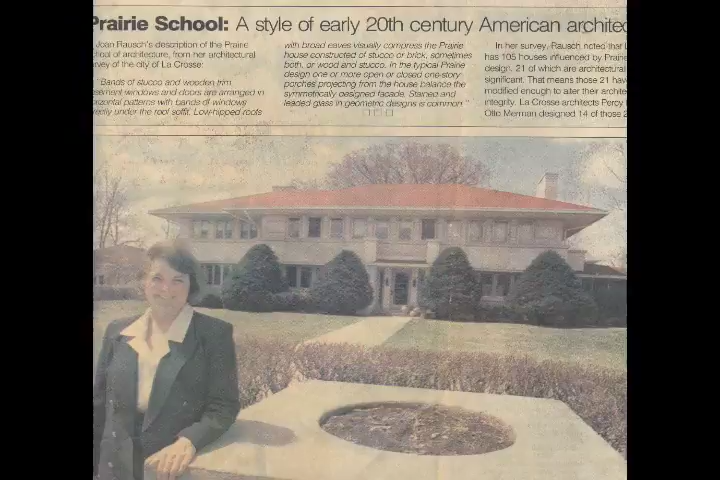 Prairie School: A style of early 20th century American architec
Joan Rausch's description of the Prairie
hool of architecture, from her architectural
rvey of the city of La Crosse:
"Bands of stucco and wooden trim
sement windows and doors are arranged in
rizontal patterns with bands of windows
rectly under the roof soffit. Low-hipped roofs
with broad eaves visually compress the Prairie
house constructed of stucco or brick, sometimes
both, or wood and stucco. In the typical Prairie
design one or more open or closed one-story
porches projecting from the house balance the
symmetrically designed facade. Stained and
leaded glass in geometric designs is common."
In her survey, Rausch noted that L
has 105 houses influenced by Prairie
design, 21 of which are architectural
significant. That means those 21 hav
modified enough to alter their archite
integrity. La Crosse architects Percy
Otto Merman designed 14 of those 2